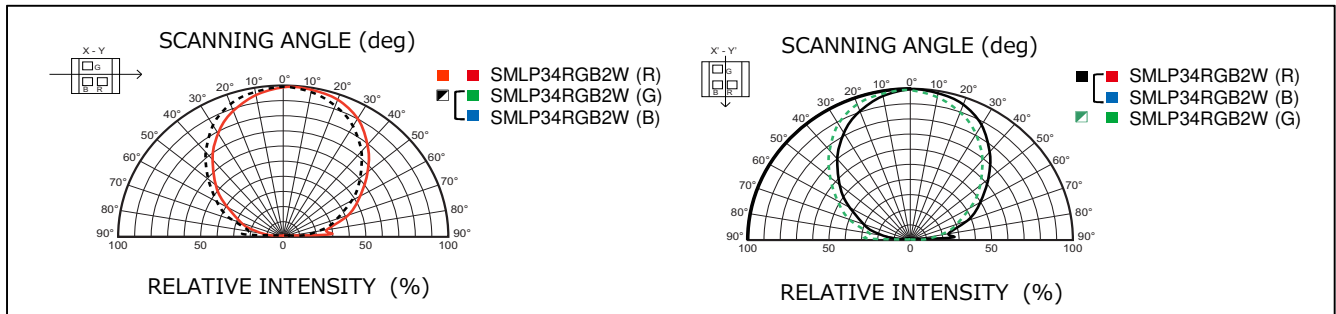 SCANNING ANGLE (deg)
X - Y
G
B R
SMLP34RGB2W (R)
SMLP34RGB2W (G)
SMLP34RGB2W (B)
0°
10° 10°
20° 20°
30° 30°
40° 40°
50° 50°
60° 60°
70° 70°
80° 80°
90° 90°
100 50 0 50 100
RELATIVE INTENSITY (%)
SCANNING ANGLE (deg)
X' - Y'
G
B R
SMLP34RGB2W (R)
SMLP34RGB2W (B)
SMLP34RGB2W (G)
0°
10° 10°
20° 20°
30° 30°
40° 40°
50° 50°
60° 60°
70° 70°
80° 80°
90° 90°
100 50 0 50 100
RELATIVE INTENSITY (%)